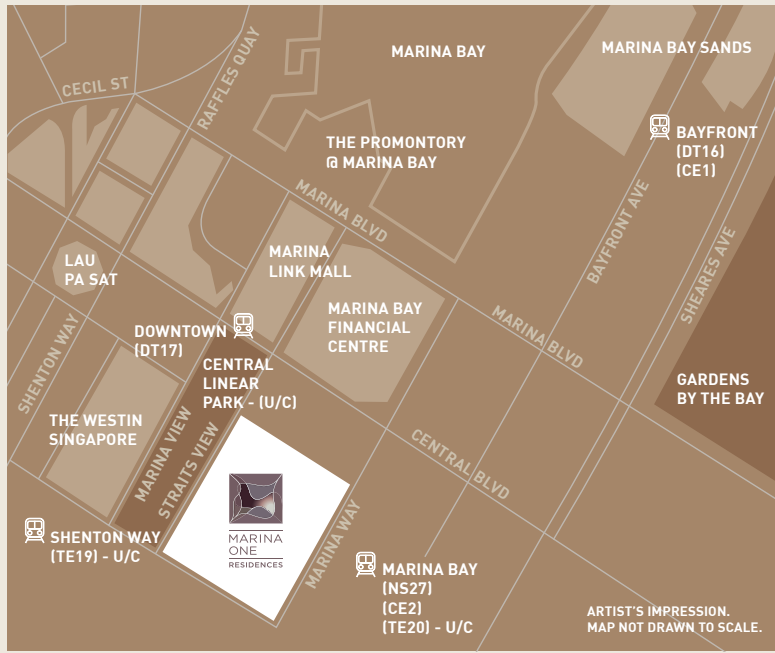 MARINA BAY
MARINA BAY SANDS
CECIL ST
RAFFLES QUAY
BAYFRONT
(DT16)
(CE1)
THE PROMONTORY
@ MARINA BAY
MARINA BLVD
BAYFRONT AVE
SHEARES AVE
LAU
PA SAT
MARINA
LINK MALL
MARINA BAY
FINANCIAL
CENTRE
MARINA BLVD
DOWNTOWN
(DT17)
SHENTON WAY
CENTRAL
LINEAR
PARK - (U/C)
GARDENS
BY THE BAY
THE WESTIN
SINGAPORE
MARINA VIEW
STRAITS VIEW
CENTRAL BLVD
MARINA
ONE
RESIDENCES
MARINA WAY
SHENTON WAY
(TE19) - U/C
MARINA BAY
(NS27)
(CE2)
(TE20) - U/C
ARTIST'S IMPRESSION.
MAP NOT DRAWN TO SCALE.